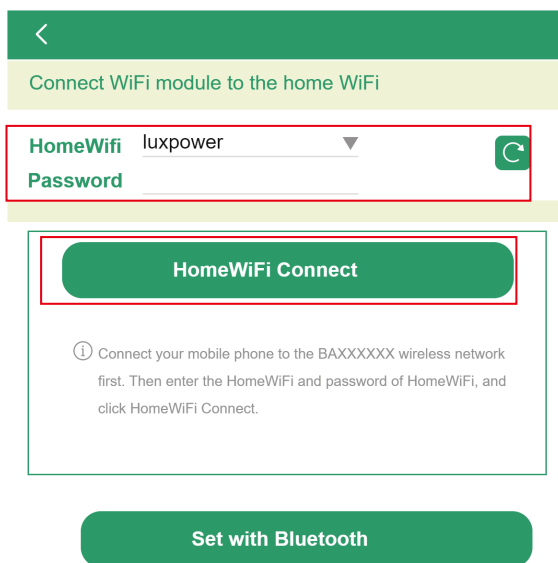 Connect WiFi module to the home WiFi
HomeWifi luxpower
Password
HomeWiFi Connect
Connect your mobile phone to the BAXXXXXX wireless network
first. Then enter the HomeWiFi and password of HomeWiFi, and
click HomeWiFi Connect.
Set with Bluetooth